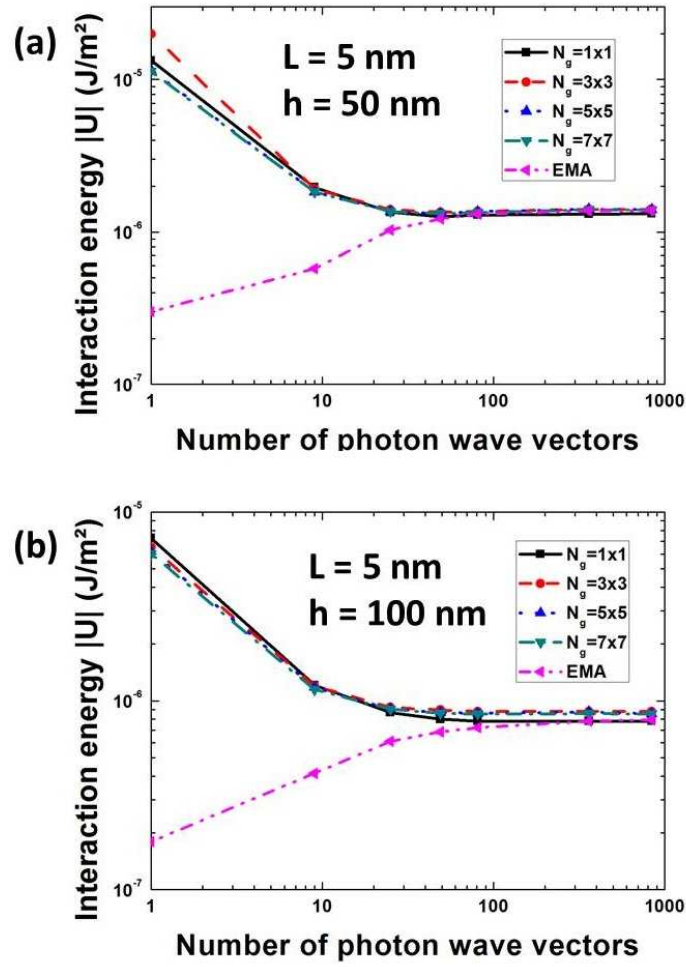 (a)
L = 5 nm
h = 50 nm
N_g=1x1
N_g=3x3
N_g=5x5
N_g=7x7
EMA
Interaction energy |U| (J/m²)
10⁻⁵
10⁻⁶
10⁻⁷
1 10 100 1000
Number of photon wave vectors
(b)
L = 5 nm
h = 100 nm
N_g=1x1
N_g=3x3
N_g=5x5
N_g=7x7
EMA
Interaction energy |U| (J/m²)
10⁻⁵
10⁻⁶
10⁻⁷
1 10 100 1000
Number of photon wave vectors